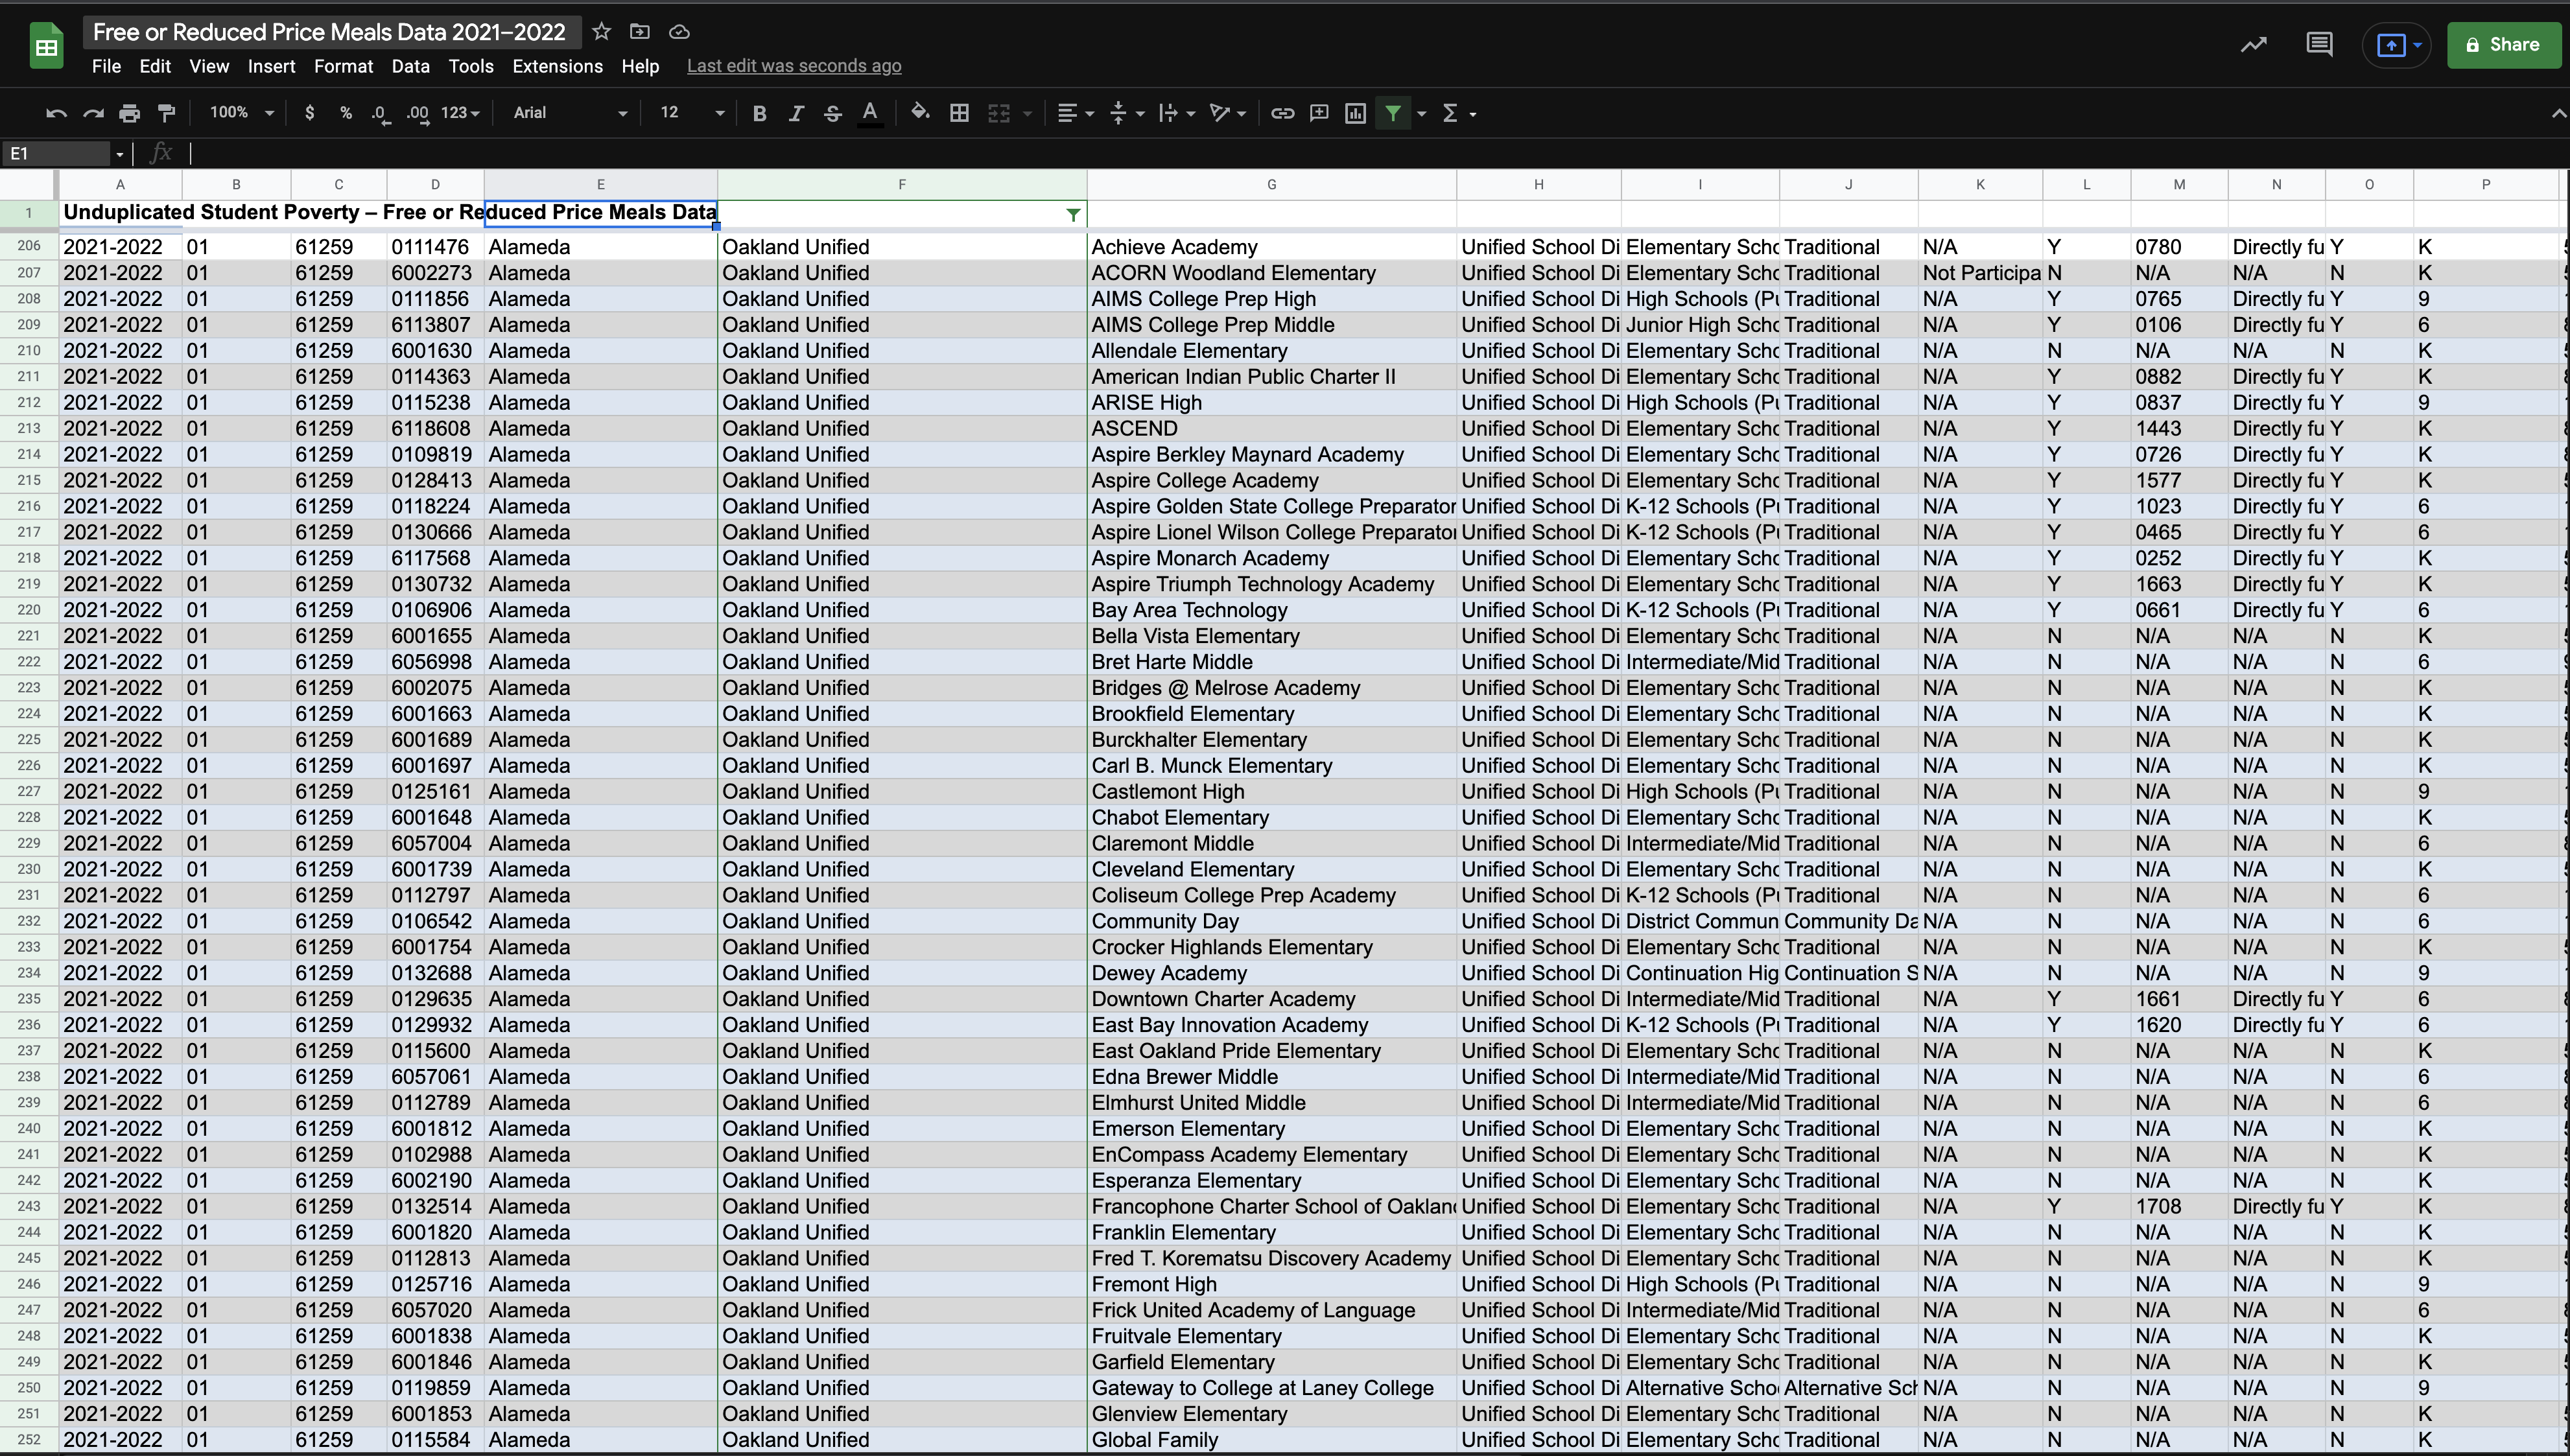 Free or Reduced Price Meals Data 2021–2022
File Edit View Insert Format Data Tools Extensions Help Last edit was seconds ago
Share
100% $ % .0 .00 123 Arial 12 B I S A
E1 fx
A B C D E F G H I J K L M N O P
1 Unduplicated Student Poverty – Free or Reduced Price Meals Data
206 2021-2022 01 61259 0111476 Alameda Oakland Unified Achieve Academy Unified School Di Elementary Scho Traditional N/A Y 0780 Directly fu Y K
207 2021-2022 01 61259 6002273 Alameda Oakland Unified ACORN Woodland Elementary Unified School Di Elementary Scho Traditional Not Participa N N/A N/A N K
208 2021-2022 01 61259 0111856 Alameda Oakland Unified AIMS College Prep High Unified School Di High Schools (Pu Traditional N/A Y 0765 Directly fu Y 9
209 2021-2022 01 61259 6113807 Alameda Oakland Unified AIMS College Prep Middle Unified School Di Junior High Scho Traditional N/A Y 0106 Directly fu Y 6
210 2021-2022 01 61259 6001630 Alameda Oakland Unified Allendale Elementary Unified School Di Elementary Scho Traditional N/A N N/A N/A N K
211 2021-2022 01 61259 0114363 Alameda Oakland Unified American Indian Public Charter II Unified School Di Elementary Scho Traditional N/A Y 0882 Directly fu Y K
212 2021-2022 01 61259 0115238 Alameda Oakland Unified ARISE High Unified School Di High Schools (Pu Traditional N/A Y 0837 Directly fu Y 9
213 2021-2022 01 61259 6118608 Alameda Oakland Unified ASCEND Unified School Di Elementary Scho Traditional N/A Y 1443 Directly fu Y K
214 2021-2022 01 61259 0109819 Alameda Oakland Unified Aspire Berkley Maynard Academy Unified School Di Elementary Scho Traditional N/A Y 0726 Directly fu Y K
215 2021-2022 01 61259 0128413 Alameda Oakland Unified Aspire College Academy Unified School Di Elementary Scho Traditional N/A Y 1577 Directly fu Y K
216 2021-2022 01 61259 0118224 Alameda Oakland Unified Aspire Golden State College Preparator Unified School Di K-12 Schools (Pu Traditional N/A Y 1023 Directly fu Y 6
217 2021-2022 01 61259 0130666 Alameda Oakland Unified Aspire Lionel Wilson College Preparator Unified School Di K-12 Schools (Pu Traditional N/A Y 0465 Directly fu Y 6
218 2021-2022 01 61259 6117568 Alameda Oakland Unified Aspire Monarch Academy Unified School Di Elementary Scho Traditional N/A Y 0252 Directly fu Y K
219 2021-2022 01 61259 0130732 Alameda Oakland Unified Aspire Triumph Technology Academy Unified School Di Elementary Scho Traditional N/A Y 1663 Directly fu Y K
220 2021-2022 01 61259 0106906 Alameda Oakland Unified Bay Area Technology Unified School Di K-12 Schools (Pu Traditional N/A Y 0661 Directly fu Y 6
221 2021-2022 01 61259 6001655 Alameda Oakland Unified Bella Vista Elementary Unified School Di Elementary Scho Traditional N/A N N/A N/A N K
222 2021-2022 01 61259 6056998 Alameda Oakland Unified Bret Harte Middle Unified School Di Intermediate/Mid Traditional N/A N N/A N/A N 6
223 2021-2022 01 61259 6002075 Alameda Oakland Unified Bridges @ Melrose Academy Unified School Di Elementary Scho Traditional N/A N N/A N/A N K
224 2021-2022 01 61259 6001663 Alameda Oakland Unified Brookfield Elementary Unified School Di Elementary Scho Traditional N/A N N/A N/A N K
225 2021-2022 01 61259 6001689 Alameda Oakland Unified Burckhalter Elementary Unified School Di Elementary Scho Traditional N/A N N/A N/A N K
226 2021-2022 01 61259 6001697 Alameda Oakland Unified Carl B. Munck Elementary Unified School Di Elementary Scho Traditional N/A N N/A N/A N K
227 2021-2022 01 61259 0125161 Alameda Oakland Unified Castlemont High Unified School Di High Schools (Pu Traditional N/A N N/A N/A N 9
228 2021-2022 01 61259 6001648 Alameda Oakland Unified Chabot Elementary Unified School Di Elementary Scho Traditional N/A N N/A N/A N K
229 2021-2022 01 61259 6057004 Alameda Oakland Unified Claremont Middle Unified School Di Intermediate/Mid Traditional N/A N N/A N/A N 6
230 2021-2022 01 61259 6001739 Alameda Oakland Unified Cleveland Elementary Unified School Di Elementary Scho Traditional N/A N N/A N/A N K
231 2021-2022 01 61259 0112797 Alameda Oakland Unified Coliseum College Prep Academy Unified School Di K-12 Schools (Pu Traditional N/A N N/A N/A N 6
232 2021-2022 01 61259 0106542 Alameda Oakland Unified Community Day Unified School Di District Commun Community Da N/A N N/A N/A N 6
233 2021-2022 01 61259 6001754 Alameda Oakland Unified Crocker Highlands Elementary Unified School Di Elementary Scho Traditional N/A N N/A N/A N K
234 2021-2022 01 61259 0132688 Alameda Oakland Unified Dewey Academy Unified School Di Continuation Hig Continuation S N/A N N/A N/A N 9
235 2021-2022 01 61259 0129635 Alameda Oakland Unified Downtown Charter Academy Unified School Di Intermediate/Mid Traditional N/A Y 1661 Directly fu Y 6
236 2021-2022 01 61259 0129932 Alameda Oakland Unified East Bay Innovation Academy Unified School Di K-12 Schools (Pu Traditional N/A Y 1620 Directly fu Y 6
237 2021-2022 01 61259 0115600 Alameda Oakland Unified East Oakland Pride Elementary Unified School Di Elementary Scho Traditional N/A N N/A N/A N K
238 2021-2022 01 61259 6057061 Alameda Oakland Unified Edna Brewer Middle Unified School Di Intermediate/Mid Traditional N/A N N/A N/A N 6
239 2021-2022 01 61259 0112789 Alameda Oakland Unified Elmhurst United Middle Unified School Di Intermediate/Mid Traditional N/A N N/A N/A N 6
240 2021-2022 01 61259 6001812 Alameda Oakland Unified Emerson Elementary Unified School Di Elementary Scho Traditional N/A N N/A N/A N K
241 2021-2022 01 61259 0102988 Alameda Oakland Unified EnCompass Academy Elementary Unified School Di Elementary Scho Traditional N/A N N/A N/A N K
242 2021-2022 01 61259 6002190 Alameda Oakland Unified Esperanza Elementary Unified School Di Elementary Scho Traditional N/A N N/A N/A N K
243 2021-2022 01 61259 0132514 Alameda Oakland Unified Francophone Charter School of Oaklan Unified School Di Elementary Scho Traditional N/A Y 1708 Directly fu Y K
244 2021-2022 01 61259 6001820 Alameda Oakland Unified Franklin Elementary Unified School Di Elementary Scho Traditional N/A N N/A N/A N K
245 2021-2022 01 61259 0112813 Alameda Oakland Unified Fred T. Korematsu Discovery Academy Unified School Di Elementary Scho Traditional N/A N N/A N/A N K
246 2021-2022 01 61259 0125716 Alameda Oakland Unified Fremont High Unified School Di High Schools (Pu Traditional N/A N N/A N/A N 9
247 2021-2022 01 61259 6057020 Alameda Oakland Unified Frick United Academy of Language Unified School Di Intermediate/Mid Traditional N/A N N/A N/A N 6
248 2021-2022 01 61259 6001838 Alameda Oakland Unified Fruitvale Elementary Unified School Di Elementary Scho Traditional N/A N N/A N/A N K
249 2021-2022 01 61259 6001846 Alameda Oakland Unified Garfield Elementary Unified School Di Elementary Scho Traditional N/A N N/A N/A N K
250 2021-2022 01 61259 0119859 Alameda Oakland Unified Gateway to College at Laney College Unified School Di Alternative Scho Alternative Sch N/A N N/A N/A N 9
251 2021-2022 01 61259 6001853 Alameda Oakland Unified Glenview Elementary Unified School Di Elementary Scho Traditional N/A N N/A N/A N K
252 2021-2022 01 61259 0115584 Alameda Oakland Unified Global Family Unified School Di Elementary Scho Traditional N/A N N/A N/A N K